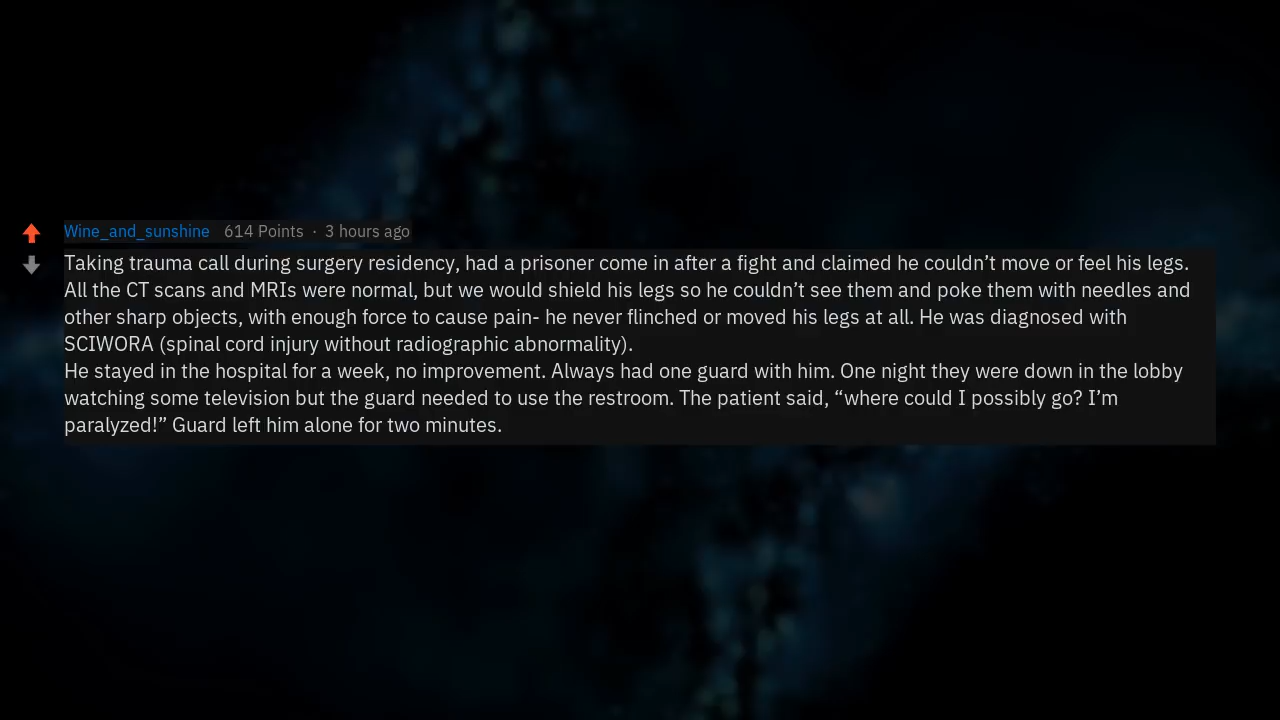 Wine_and_sunshine 614 Points · 3 hours ago
Taking trauma call during surgery residency, had a prisoner come in after a fight and claimed he couldn’t move or feel his legs.
All the CT scans and MRIs were normal, but we would shield his legs so he couldn’t see them and poke them with needles and
other sharp objects, with enough force to cause pain- he never flinched or moved his legs at all. He was diagnosed with
SCIWORA (spinal cord injury without radiographic abnormality).
He stayed in the hospital for a week, no improvement. Always had one guard with him. One night they were down in the lobby
watching some television but the guard needed to use the restroom. The patient said, “where could I possibly go? I’m
paralyzed!” Guard left him alone for two minutes.